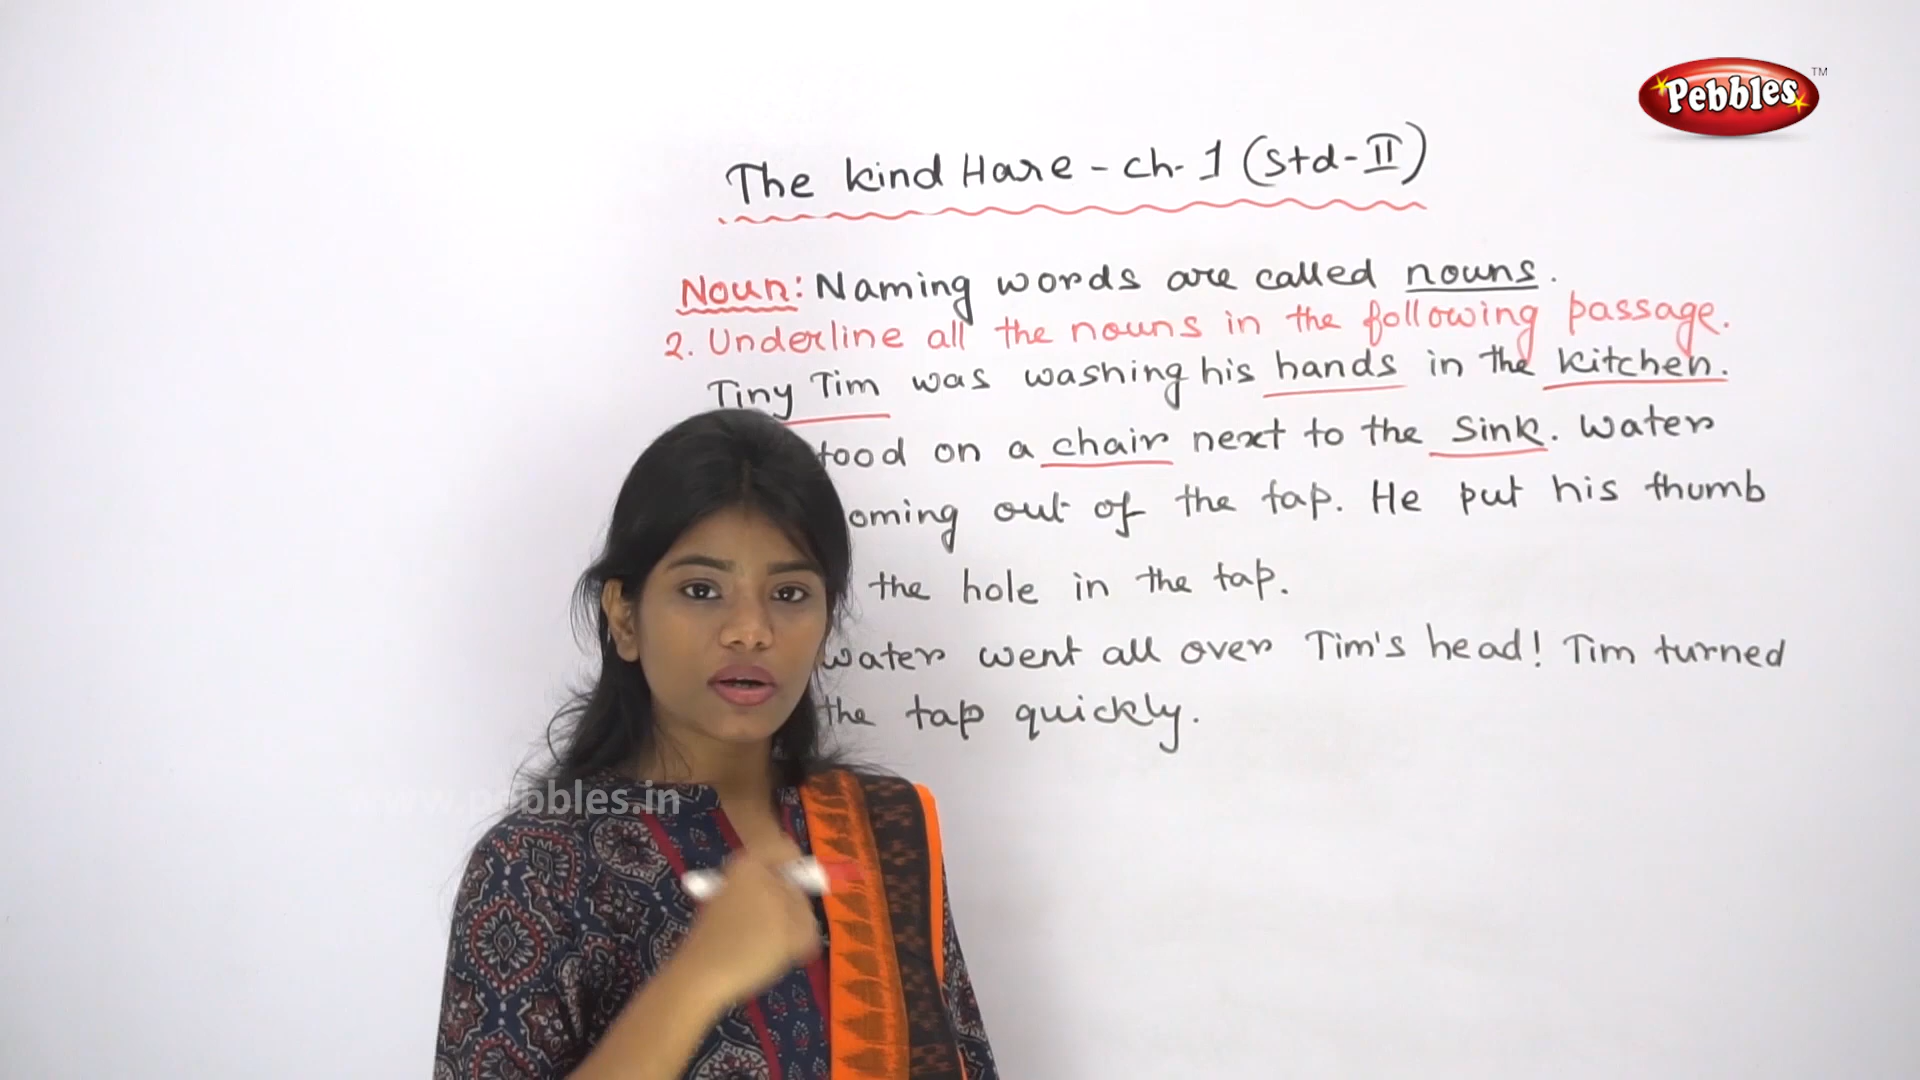 Pebbles TM
The kind Hare - ch-1 (Std-II)
Noun: Naming words are called nouns.
2. Underline all the nouns in the following passage.
Tiny Tim was washing his hands in the kitchen.
tood on a chair next to the sink. Water
oming out of the tap. He put his thumb
the hole in the tap.
water went all over Tim's head! Tim turned
the tap quickly.
www.pebbles.in